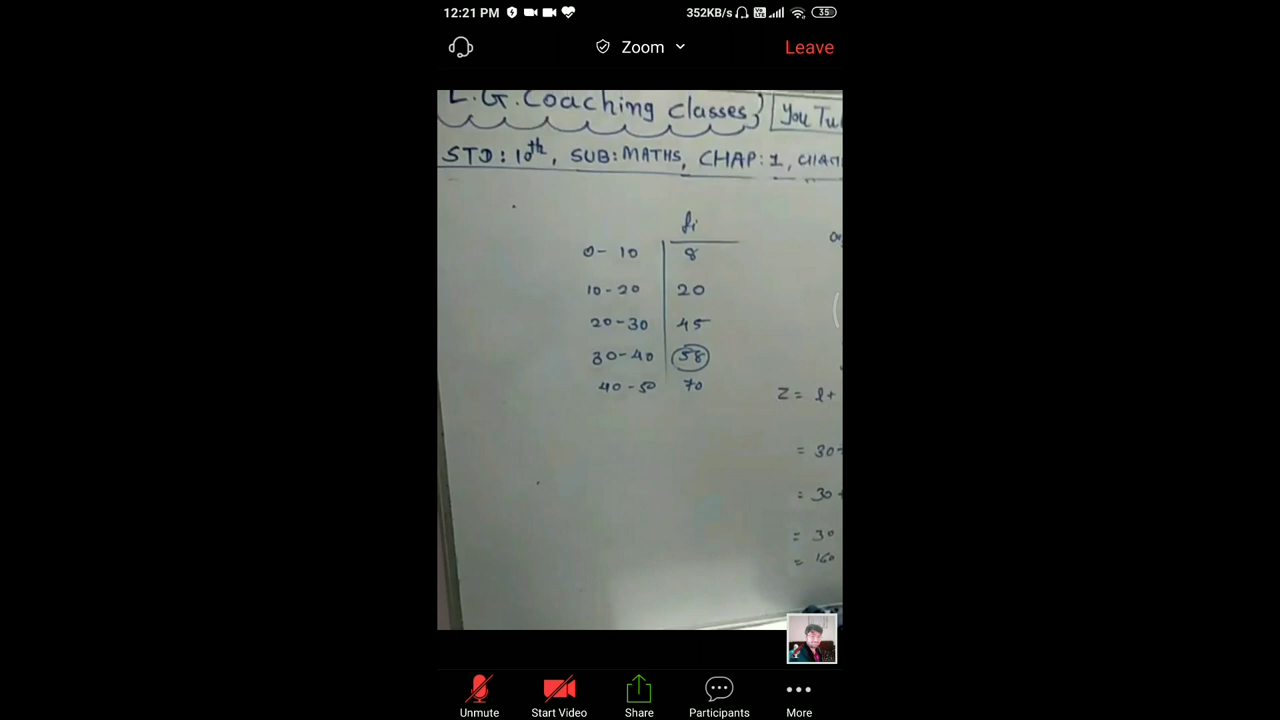 12:21 PM 352KB/s 35
Zoom Leave
L.G. Coaching classes YouTu
STD: 10th, SUB: MATHS, CHAP: 1,
fi
0 - 10 8
10 - 20 20
20 - 30 45
30 - 40 58
40 - 50 70
Z = l +
= 30 +
= 30 +
= 30
= 160
Unmute Start Video Share Participants More